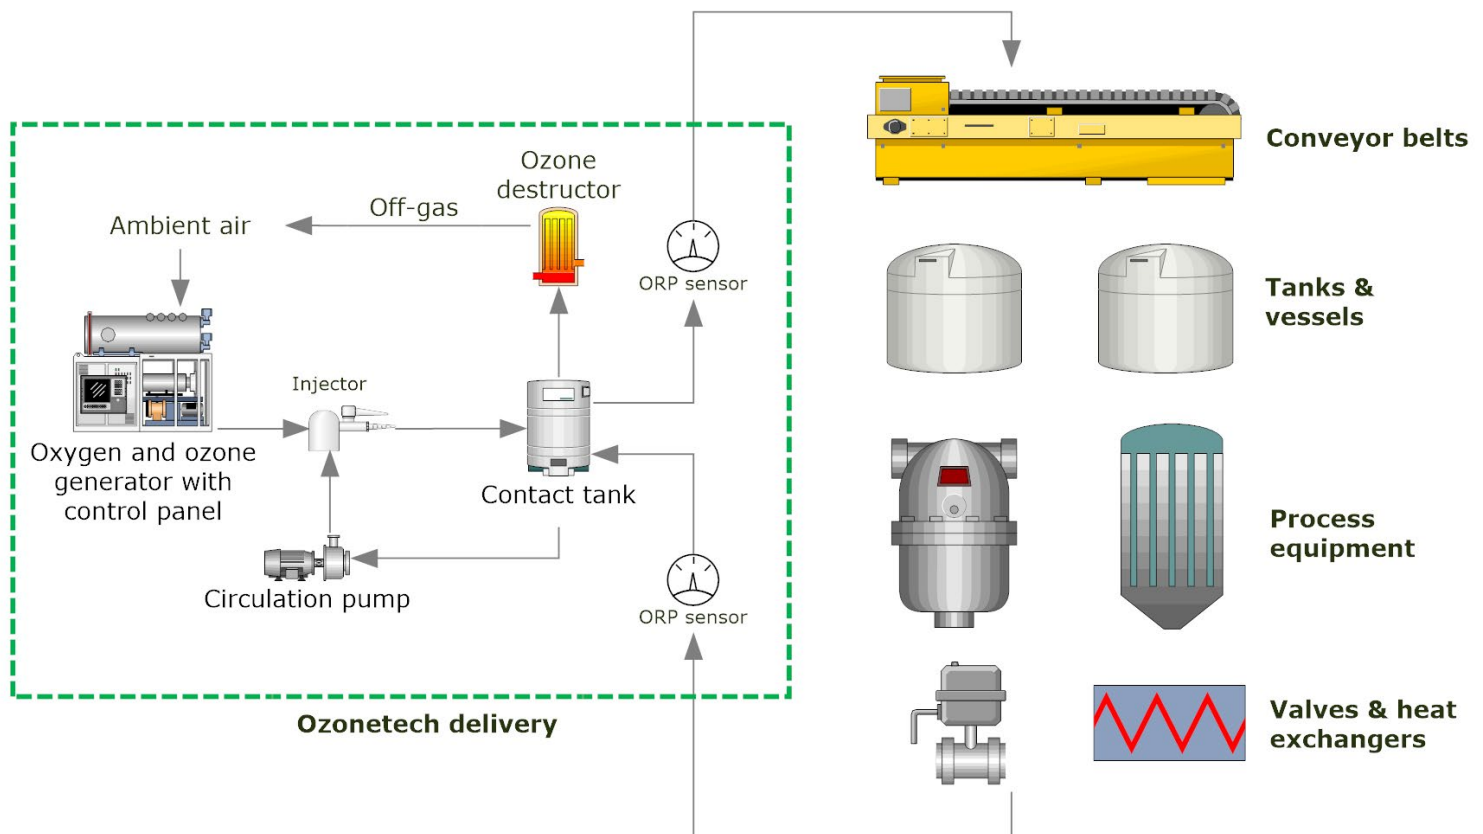 Conveyor belts
Ozone
destructor
Off-gas
Ambient air
ORP sensor
Tanks &
vessels
Injector
Oxygen and ozone
generator with
control panel
Contact tank
Process
equipment
Circulation pump
ORP sensor
Ozonetech delivery
Valves & heat
exchangers